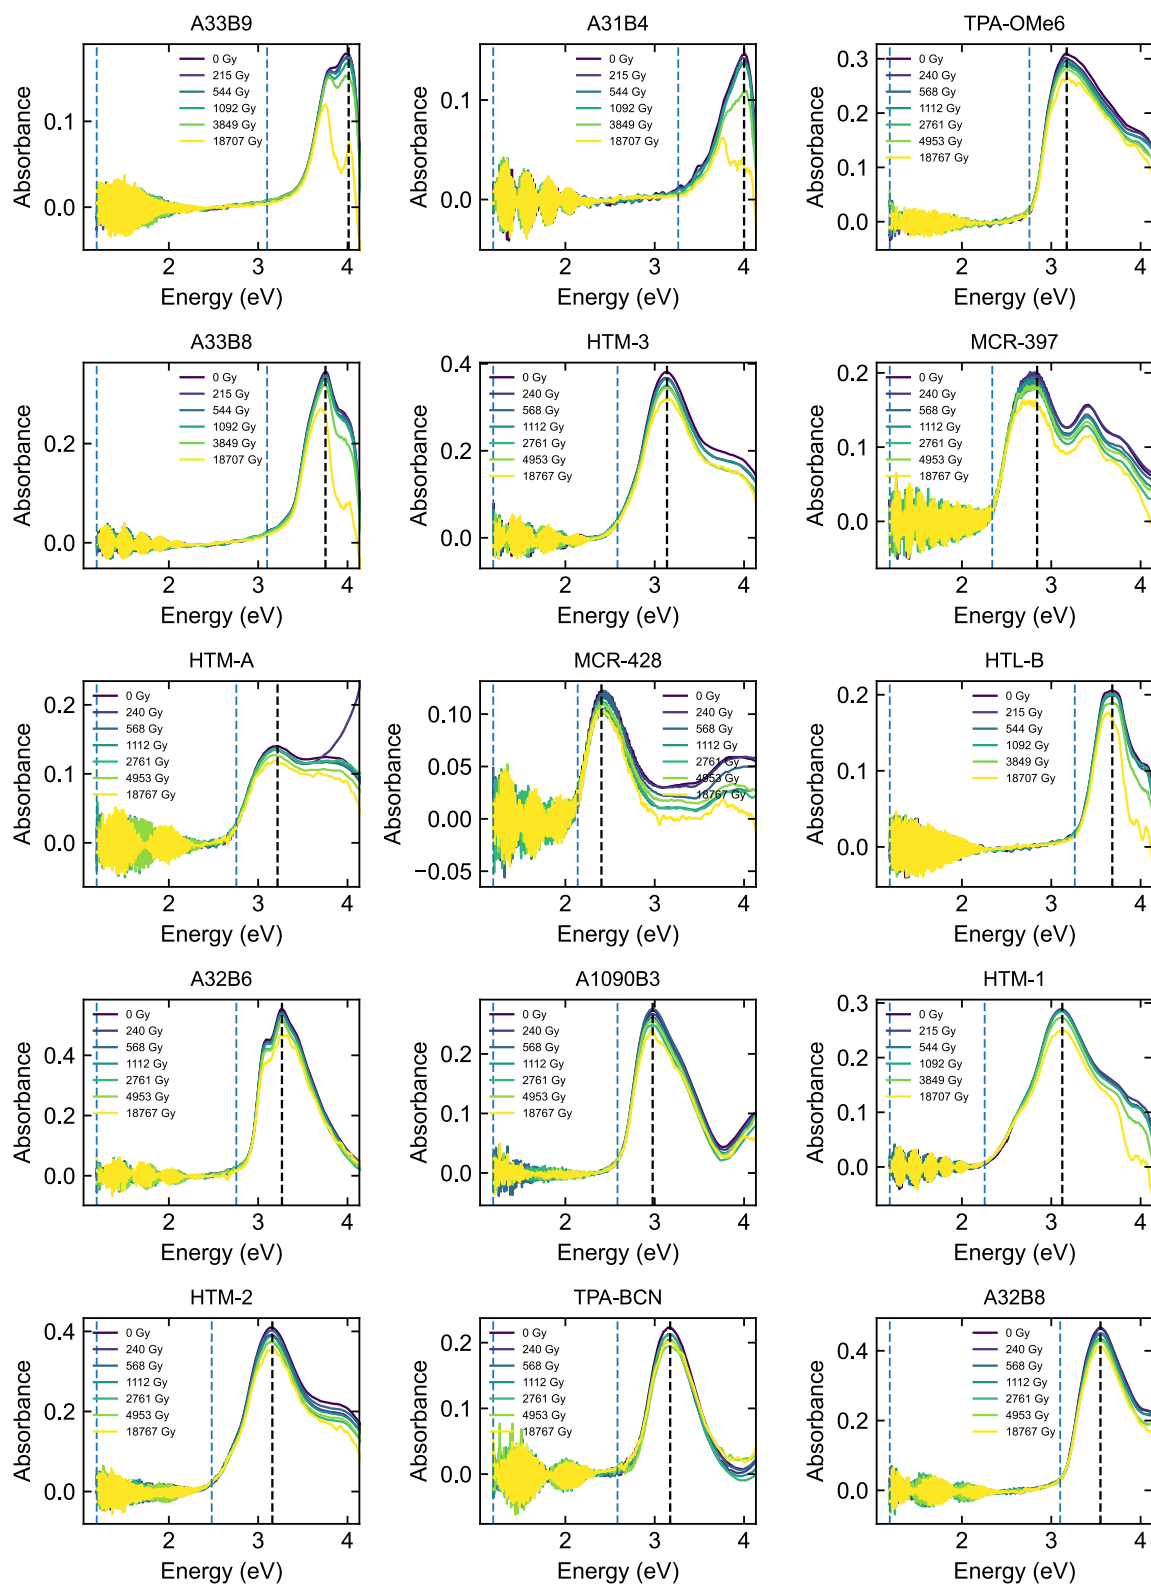 A33B9
Absorbance
0.1
0.0
0 Gy
215 Gy
544 Gy
1092 Gy
3849 Gy
18707 Gy
2 3 4
Energy (eV)
A31B4
Absorbance
0.1
0.0
0 Gy
215 Gy
544 Gy
1092 Gy
3849 Gy
18707 Gy
2 3 4
Energy (eV)
TPA-OMe6
Absorbance
0.3
0.2
0.1
0.0
0 Gy
240 Gy
568 Gy
1112 Gy
2761 Gy
4953 Gy
18767 Gy
2 3 4
Energy (eV)
A33B8
Absorbance
0.2
0.0
0 Gy
215 Gy
544 Gy
1092 Gy
3849 Gy
18707 Gy
2 3 4
Energy (eV)
HTM-3
Absorbance
0.4
0.2
0.0
0 Gy
240 Gy
568 Gy
1112 Gy
2761 Gy
4953 Gy
18767 Gy
2 3 4
Energy (eV)
MCR-397
Absorbance
0.2
0.1
0.0
0 Gy
240 Gy
568 Gy
1112 Gy
2761 Gy
4953 Gy
18767 Gy
2 3 4
Energy (eV)
HTM-A
Absorbance
0.2
0.1
0.0
0 Gy
240 Gy
568 Gy
1112 Gy
2761 Gy
4953 Gy
18767 Gy
2 3 4
Energy (eV)
MCR-428
Absorbance
0.10
0.05
0.00
−0.05
0 Gy
240 Gy
568 Gy
1112 Gy
2761 Gy
4953 Gy
18767 Gy
2 3 4
Energy (eV)
HTL-B
Absorbance
0.2
0.1
0.0
0 Gy
215 Gy
544 Gy
1092 Gy
3849 Gy
18707 Gy
2 3 4
Energy (eV)
A32B6
Absorbance
0.4
0.2
0.0
0 Gy
240 Gy
568 Gy
1112 Gy
2761 Gy
4953 Gy
18767 Gy
2 3 4
Energy (eV)
A1090B3
Absorbance
0.2
0.1
0.0
0 Gy
240 Gy
568 Gy
1112 Gy
2761 Gy
4953 Gy
18767 Gy
2 3 4
Energy (eV)
HTM-1
Absorbance
0.3
0.2
0.1
0.0
0 Gy
215 Gy
544 Gy
1092 Gy
3849 Gy
18707 Gy
2 3 4
Energy (eV)
HTM-2
Absorbance
0.4
0.2
0.0
0 Gy
240 Gy
568 Gy
1112 Gy
2761 Gy
4953 Gy
18767 Gy
2 3 4
Energy (eV)
TPA-BCN
Absorbance
0.2
0.1
0.0
0 Gy
240 Gy
568 Gy
1112 Gy
2761 Gy
4953 Gy
18767 Gy
2 3 4
Energy (eV)
A32B8
Absorbance
0.4
0.2
0.0
0 Gy
240 Gy
568 Gy
1112 Gy
2761 Gy
4953 Gy
18767 Gy
2 3 4
Energy (eV)